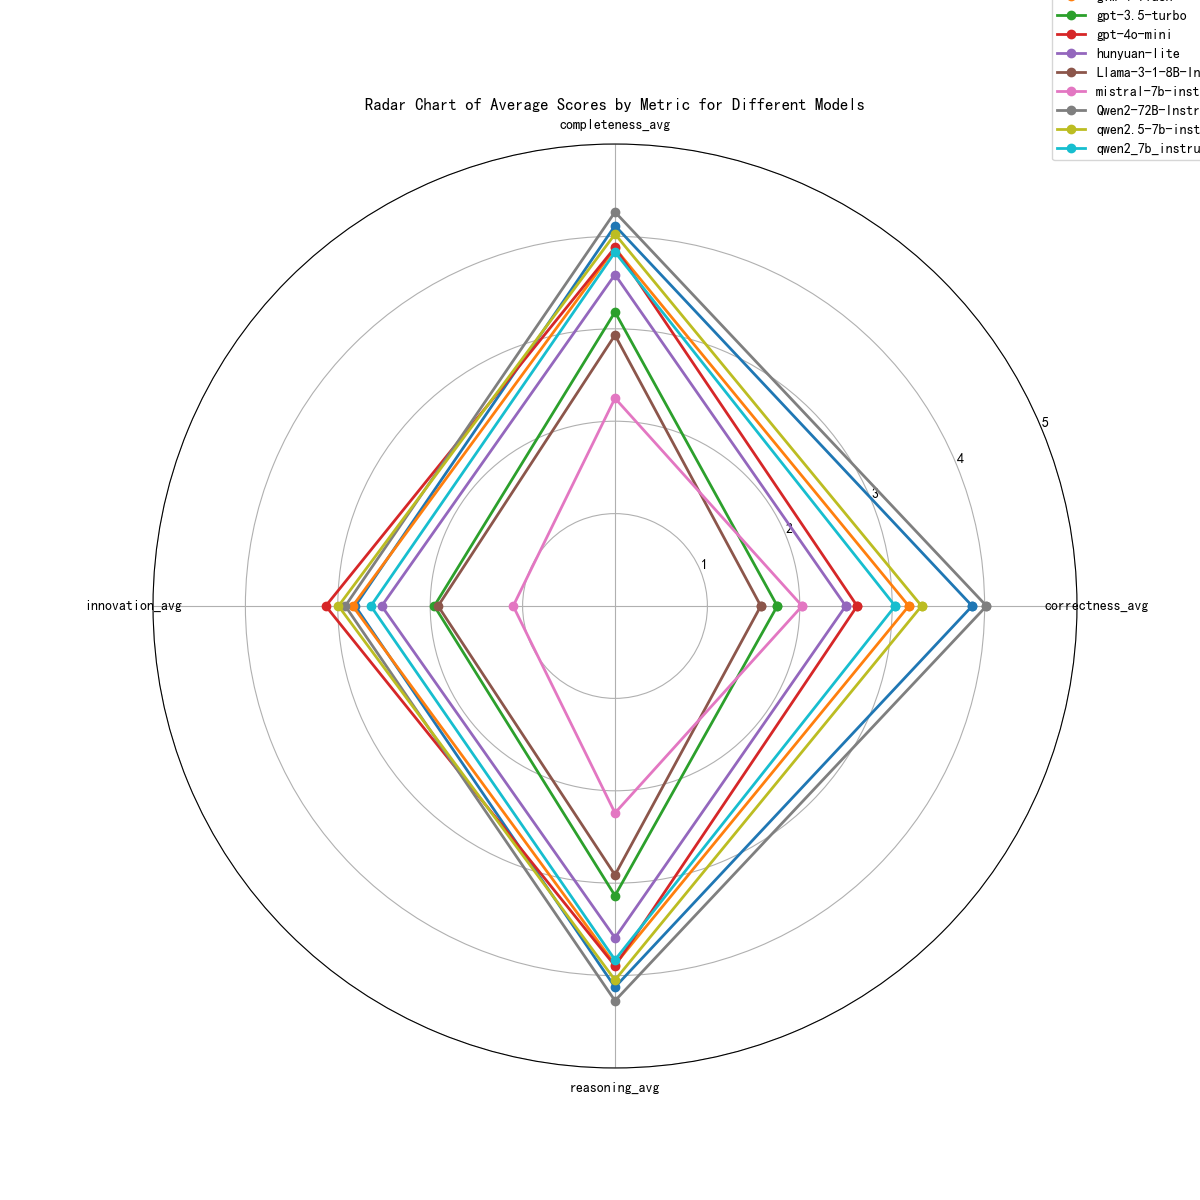 gpt-3.5-turbo
gpt-4o-mini
hunyuan-lite
Llama-3-1-8B-In
mistral-7b-inst
Qwen2-72B-Instr
qwen2.5-7b-inst
qwen2_7b_instru
Radar Chart of Average Scores by Metric for Different Models
completeness_avg
5
4
3
2
1
innovation_avg
correctness_avg
reasoning_avg